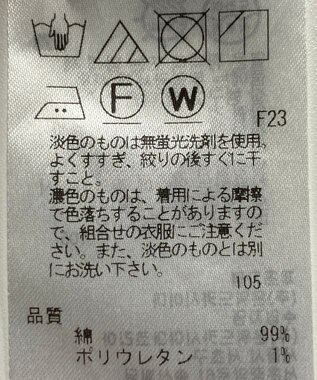 F
W
F23
淡色のものは無蛍光洗剤を使用。
よくすすぎ、絞りの後すぐに干
すこと。
濃色のものは、着用による摩擦
で色落ちすることがありますの
で、組合せの衣服にご注意くだ
さい。また、淡色のものとは別
にお洗い下さい。
105
品質
綿 99%
ポリウレタン 1%